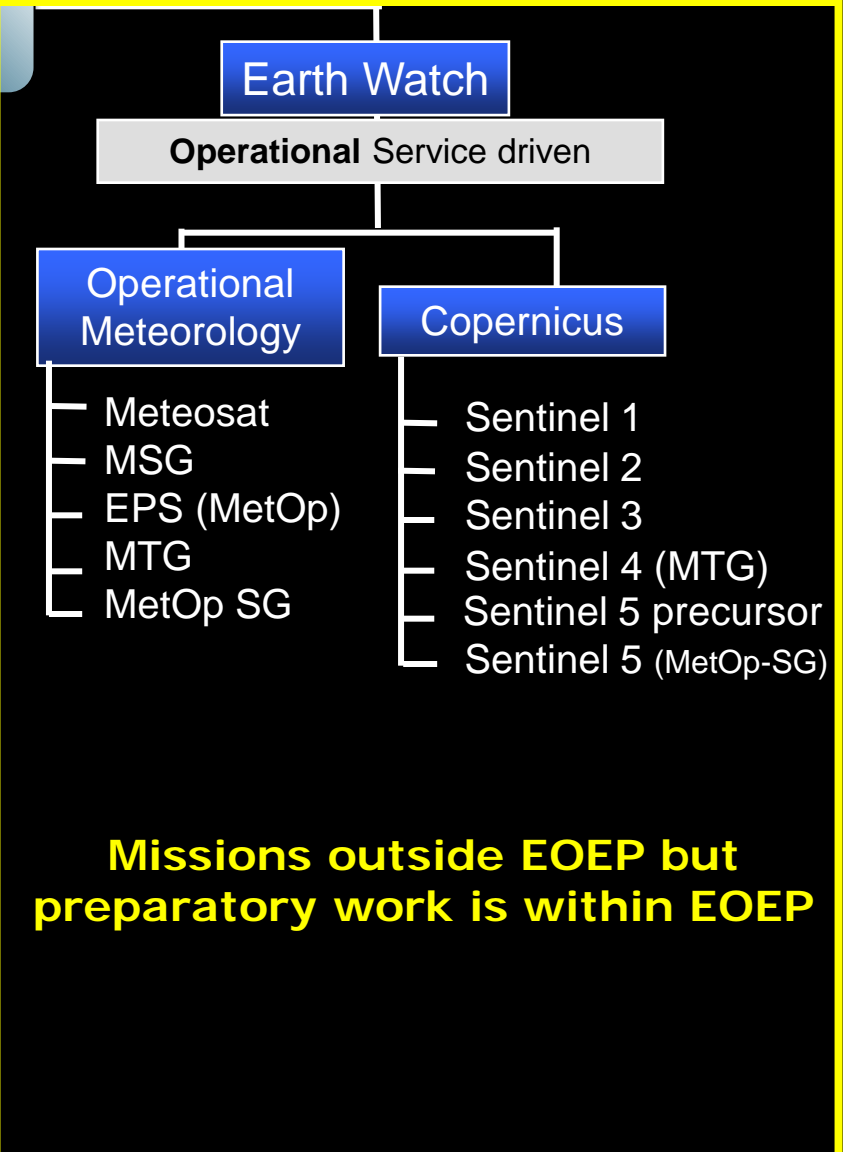 Earth Watch
Operational Service driven
Operational
Meteorology
Meteosat
MSG
EPS (MetOp)
MTG
MetOp SG
Copernicus
Sentinel 1
Sentinel 2
Sentinel 3
Sentinel 4 (MTG)
Sentinel 5 precursor
Sentinel 5 (MetOp-SG)
Missions outside EOEP but
preparatory work is within EOEP